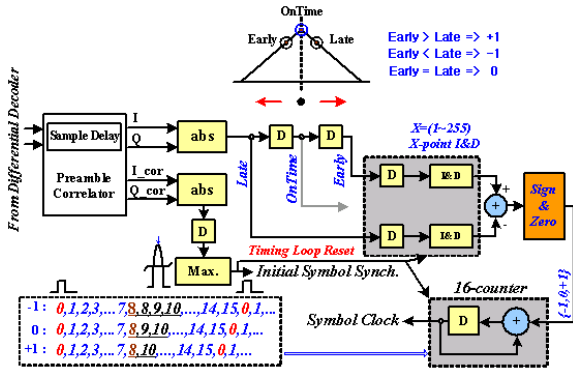 OnTime
Early
Late
Early > Late => +1
Early < Late => -1
Early = Late => 0
From Differential Decoder
Sample Delay
Preamble
Correlator
I
Q
I_cor
Q_cor
abs
abs
D
D
D
Late
OnTime
Early
X=(1~255)
X-point I&D
D
I&D
D
I&D
+
+
-
Sign
&
Zero
Max.
Timing Loop Reset
Initial Symbol Synch.
{-1,0,+1}
16-counter
Symbol Clock
D
+
-1 : 0,1,2,3,... 7,8,8,9,10,...,14,15,0,1,...
0: 0,1,2,3,... 7,8,9,10,...,14,15,0,1,...
+1 : 0,1,2,3,... 7,8,10,...,14,15,0,1,...